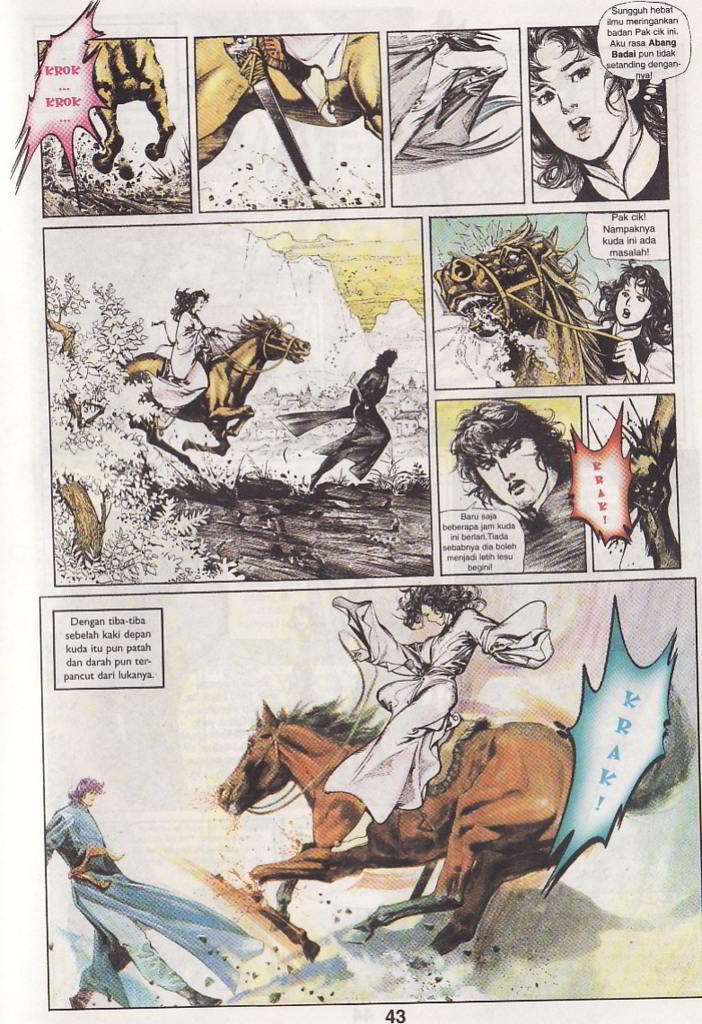 KROK
...
KROK
...
Sungguh hebat
ilmu meringankan
badan Pak cik ini.
Aku rasa Abang
Badai pun tidak
setanding dengan-
nya!
Pak cik!
Nampaknya
kuda ini ada
masalah!
Baru saja
beberapa jam kuda
ini berlari.Tiada
sebabnya dia boleh
menjadi letih lesu
begini!
KRAK!
Dengan tiba-tiba
sebelah kaki depan
kuda itu pun patah
dan darah pun ter-
pancut dari lukanya.
KRAK!
43